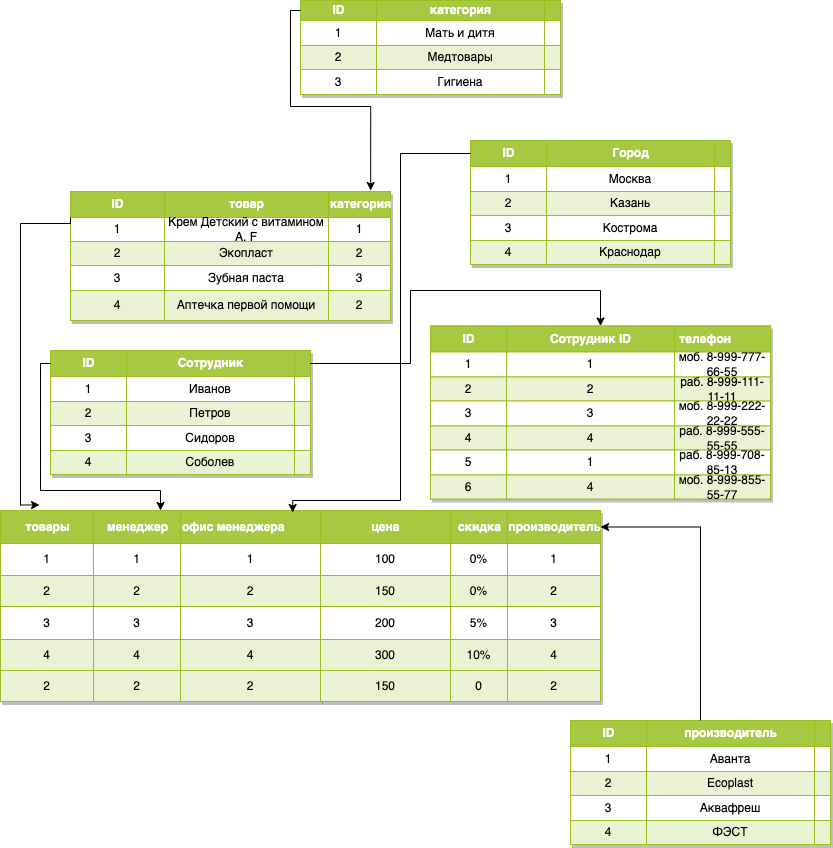 ID категория
1 Мать и дитя
2 Медтовары
3 Гигиена
ID Город
1 Москва
2 Казань
3 Кострома
4 Краснодар
ID товар категория
1 Крем Детский с витамином 1
A, F
2 Экопласт 2
3 Зубная паста 3
4 Аптечка первой помощи 2
ID Сотрудник ID телефон
1 1 моб. 8-999-777-
66-55
2 2 раб. 8-999-111-
11-11
3 3 моб. 8-999-222-
22-22
4 4 раб. 8-999-555-
55-55
5 1 раб. 8-999-708-
85-13
6 4 моб. 8-999-855-
55-77
ID Сотрудник
1 Иванов
2 Петров
3 Сидоров
4 Соболев
товары менеджер офис менеджера цена скидка производитель
1 1 1 100 0% 1
2 2 2 150 0% 2
3 3 3 200 5% 3
4 4 4 300 10% 4
2 2 2 150 0 2
ID производитель
1 Аванта
2 Ecoplast
3 Аквафреш
4 ФЭСТ